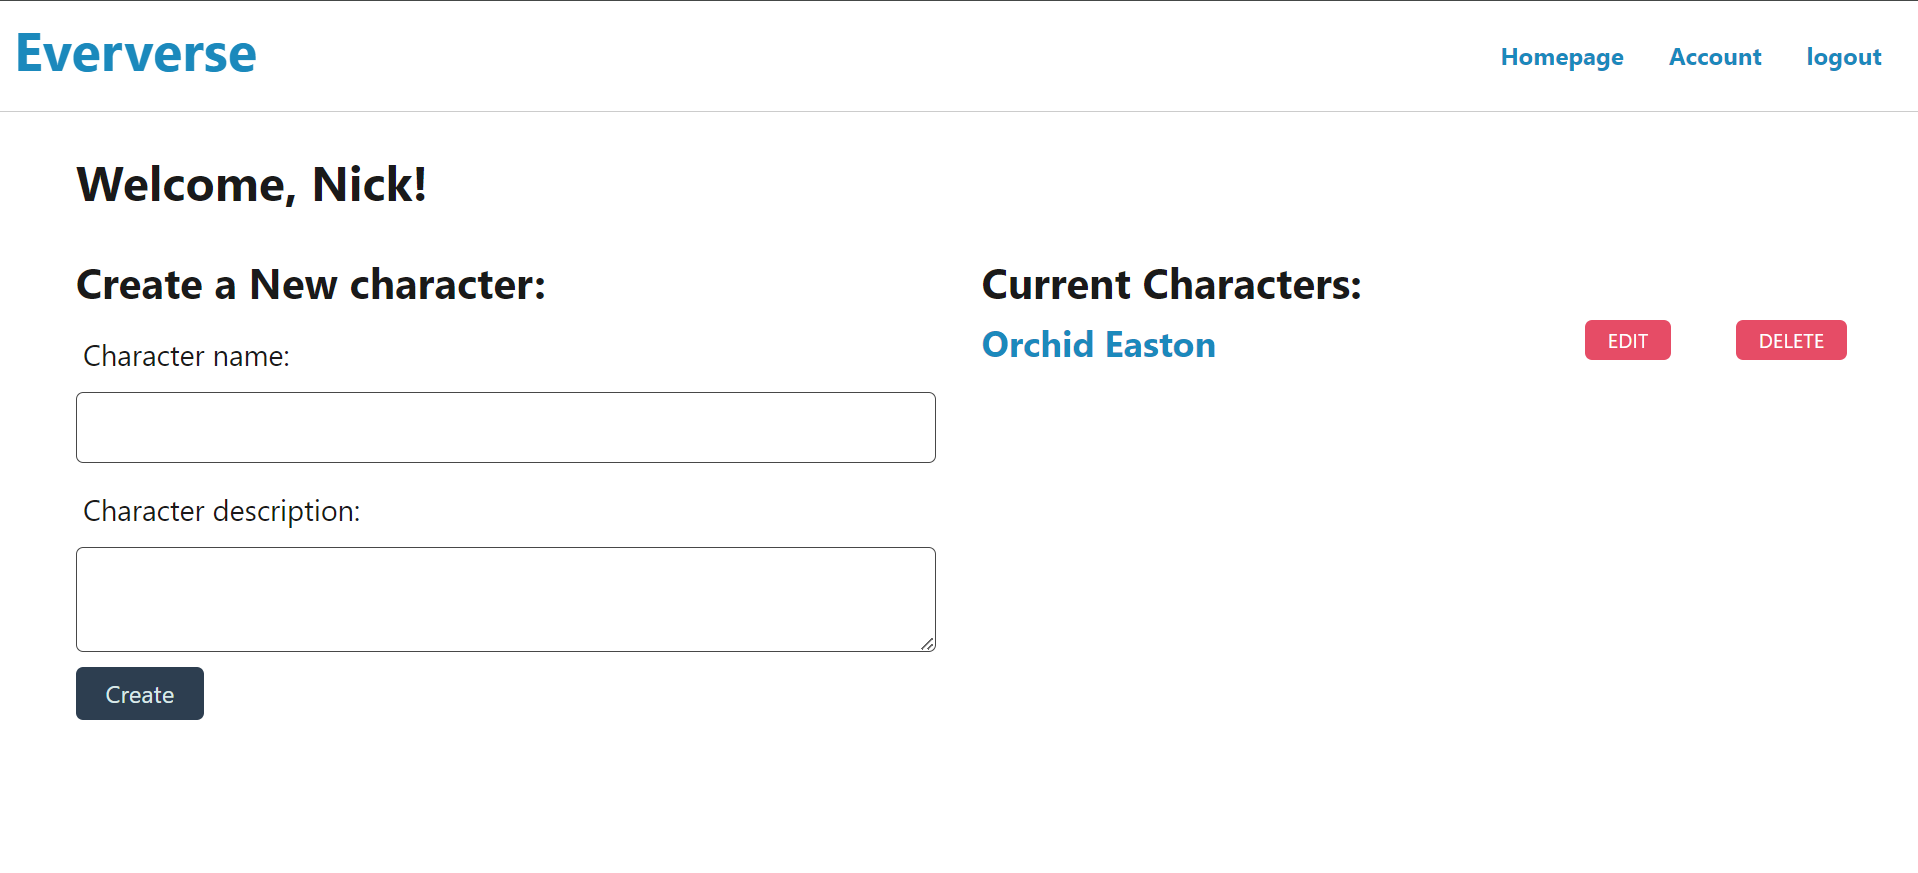 Eververse
Homepage Account logout
Welcome, Nick!
Create a New character:
Character name:
Character description:
Create
Current Characters:
Orchid Easton EDIT DELETE